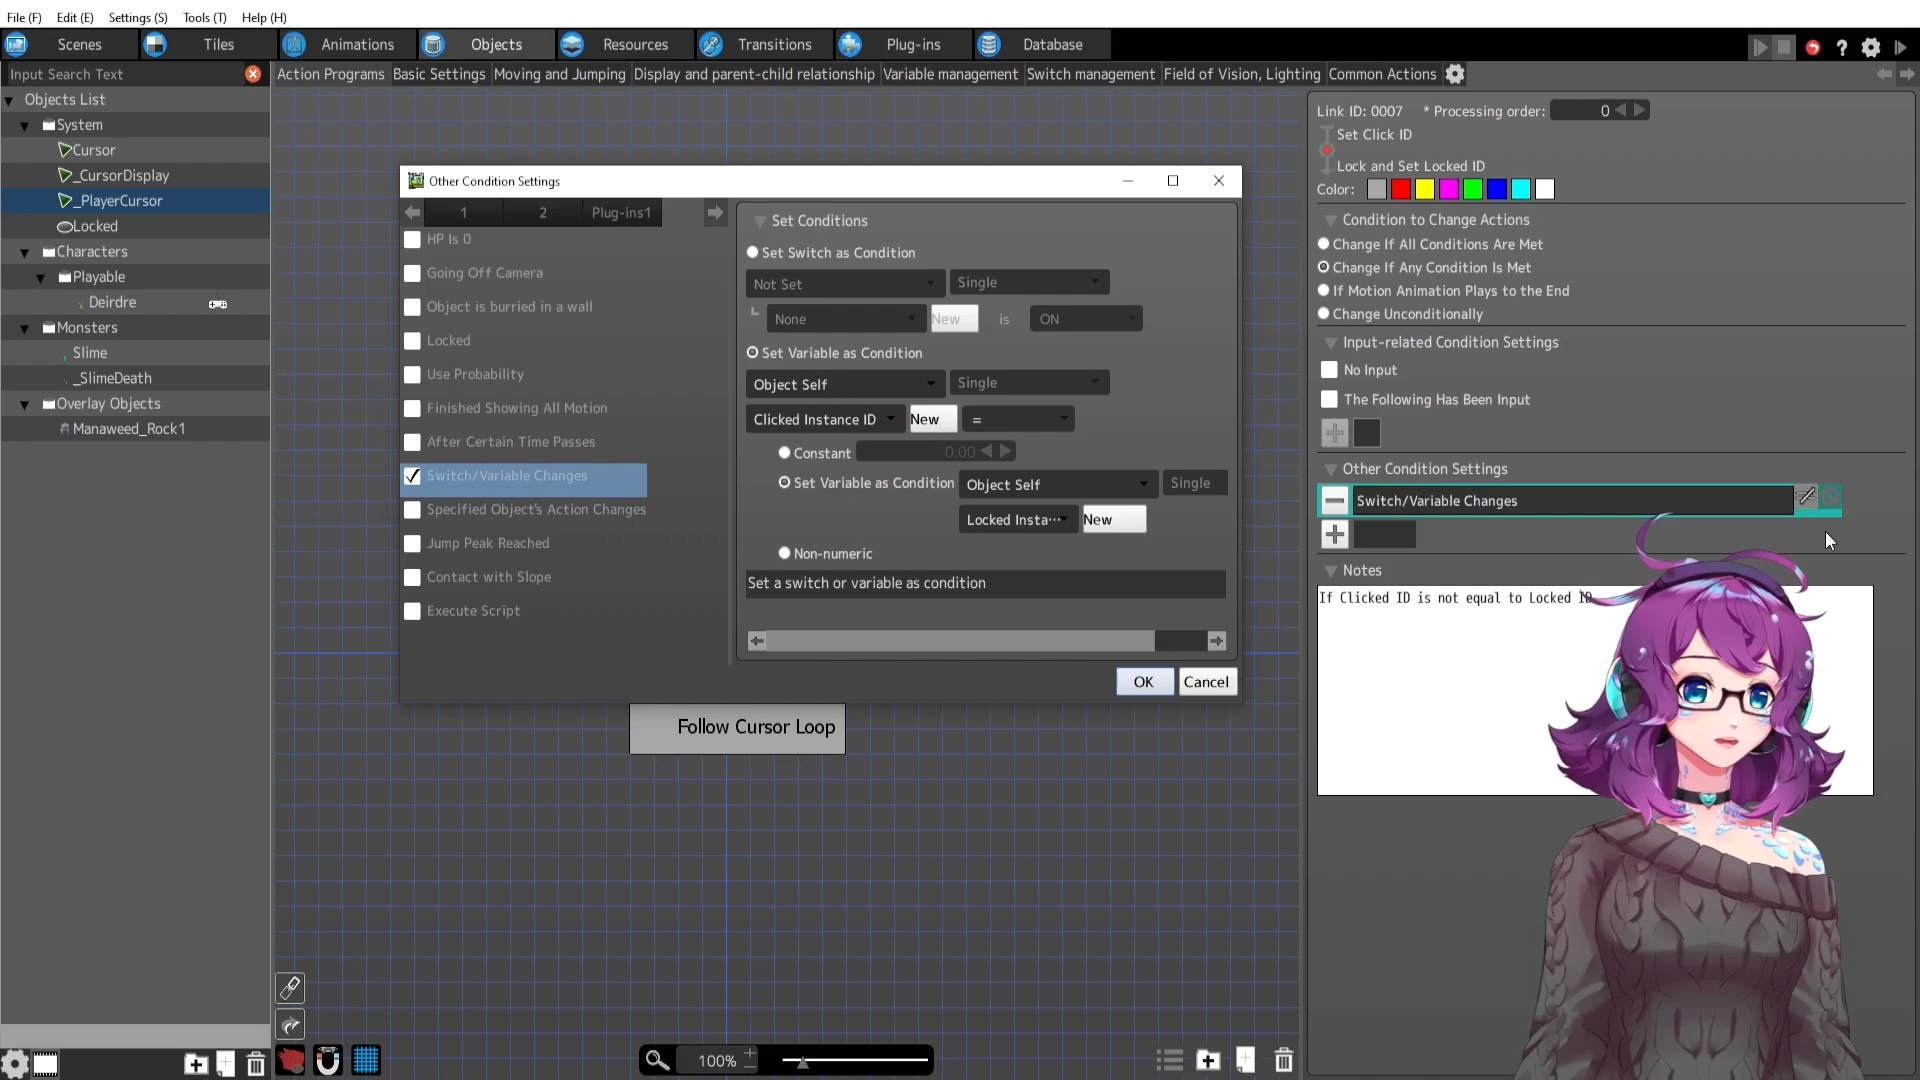 File (F) Edit (E) Settings (S) Tools (T) Help (H)
Scenes Tiles Animations Objects Resources Transitions Plug-ins Database
Input Search Text
Action Programs Basic Settings Moving and Jumping Display and parent-child relationship Variable management Switch management Field of Vision, Lighting Common Actions
Objects List
System
Cursor
_CursorDisplay
_PlayerCursor
Locked
Characters
Playable
Deirdre
Monsters
Slime
_SlimeDeath
Overlay Objects
Manaweed_Rock1
Other Condition Settings
1 2 Plug-ins1
HP Is 0
Going Off Camera
Object is burried in a wall
Locked
Use Probability
Finished Showing All Motion
After Certain Time Passes
Switch/Variable Changes
Specified Object's Action Changes
Jump Peak Reached
Contact with Slope
Execute Script
Set Conditions
Set Switch as Condition
Not Set Single
None New is ON
Set Variable as Condition
Object Self Single
Clicked Instance ID New =
Constant 0.00
Set Variable as Condition Object Self Single
Locked Insta··· New
Non-numeric
Set a switch or variable as condition
OK Cancel
Follow Cursor Loop
100%
Link ID: 0007 * Processing order: 0
Set Click ID
Lock and Set Locked ID
Color:
Condition to Change Actions
Change If All Conditions Are Met
Change If Any Condition Is Met
If Motion Animation Plays to the End
Change Unconditionally
Input-related Condition Settings
No Input
The Following Has Been Input
Other Condition Settings
Switch/Variable Changes
Notes
If Clicked ID is not equal to Locked ID